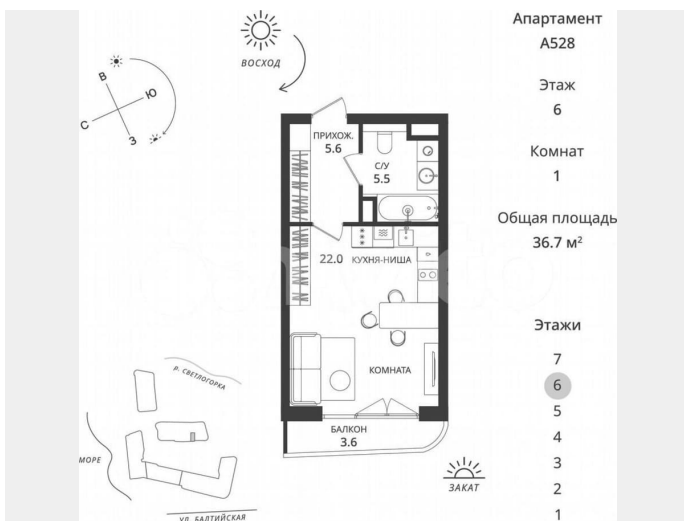 Апартамент
A528
Этаж
6
Комнат
1
Общая площадь
36.7 м²
Этажи
7
6
5
4
3
2
1
ВОСХОД
В
Ю
С
З
ПРИХОЖ.
5.6
С/У
5.5
22.0 КУХНЯ-НИША
КОМНАТА
БАЛКОН
3.6
ЗАКАТ
р. СВЕТЛОГОРКА
МОРЕ
УЛ. БАЛТИЙСКАЯ